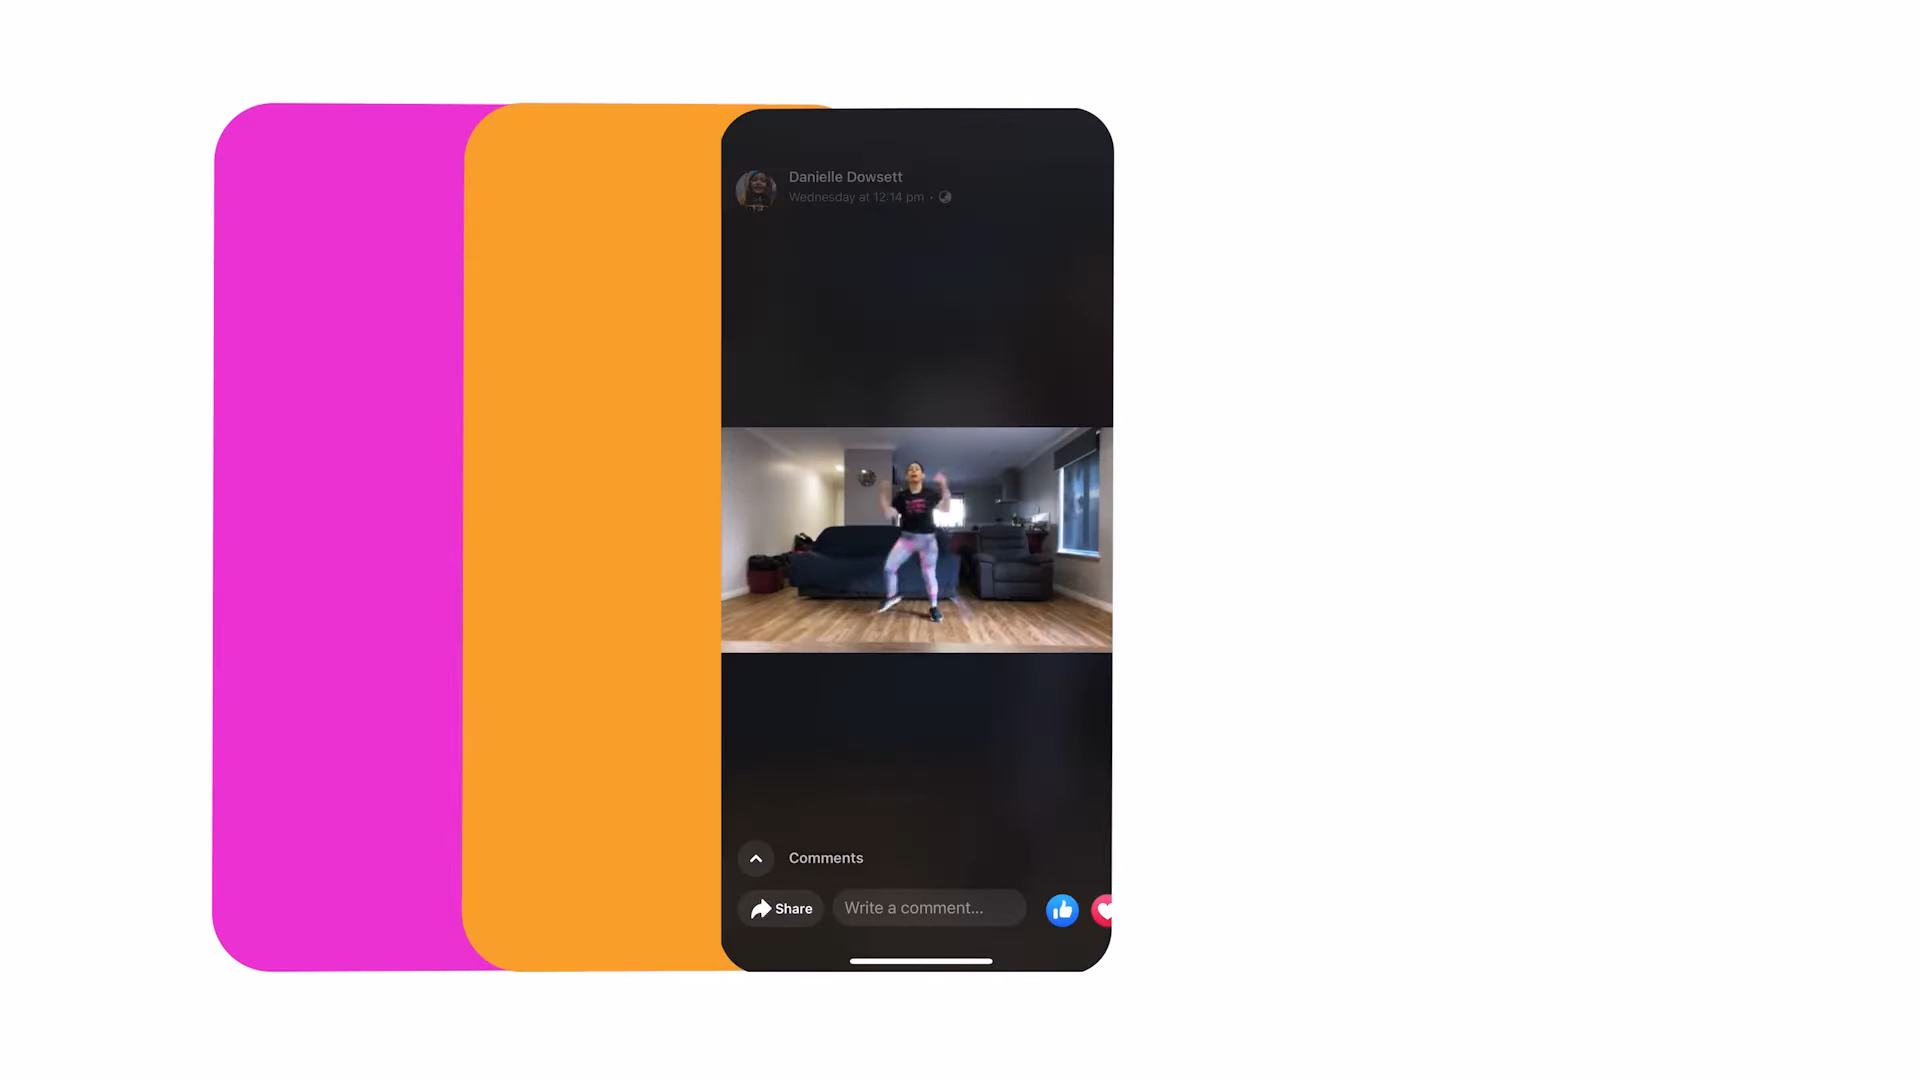 Danielle Dowsett
Wednesday at 12:14 pm ·
Comments
Share
Write a comment...